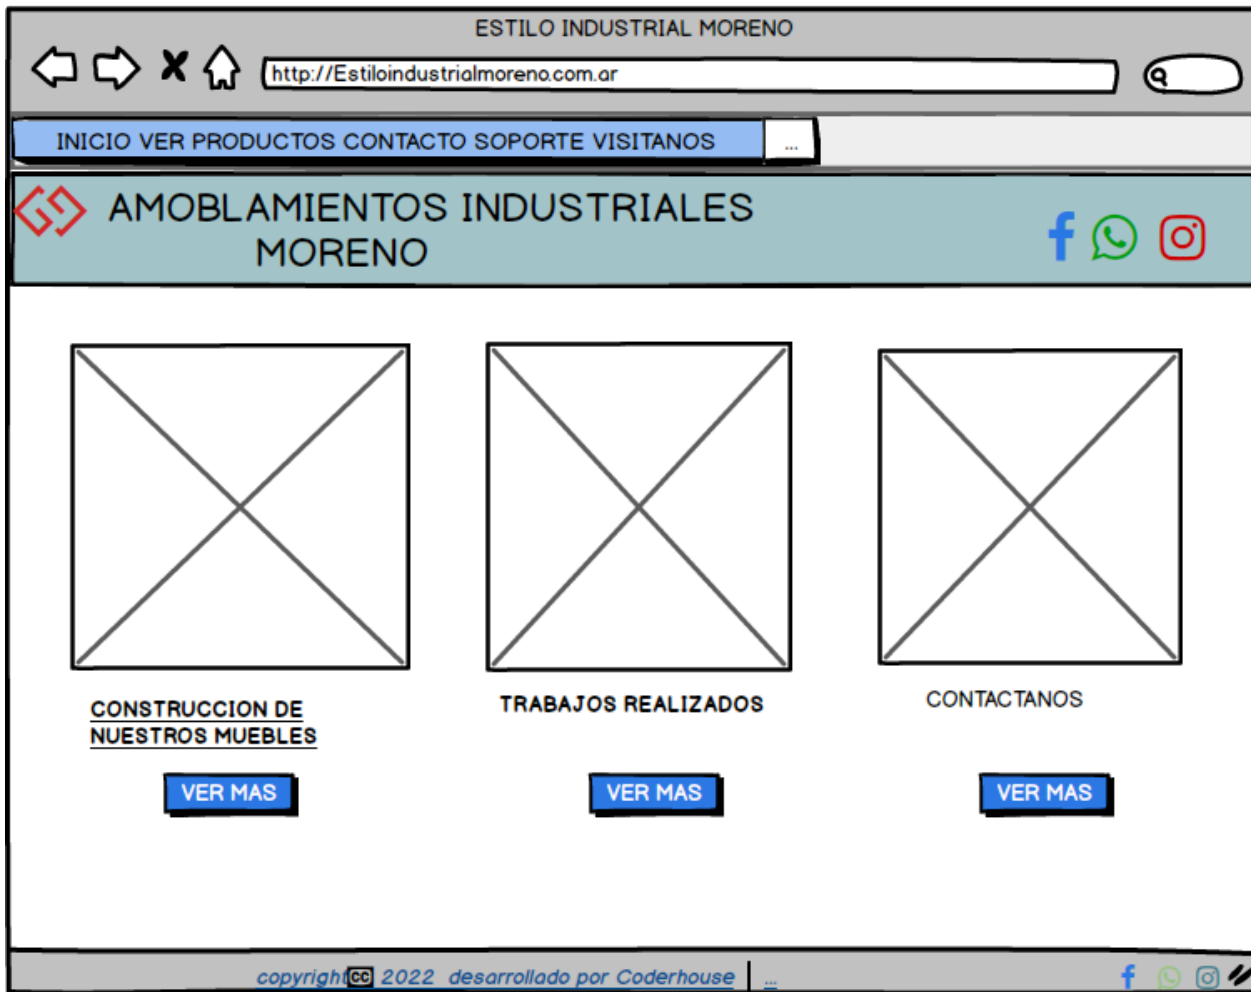 ESTILO INDUSTRIAL MORENO
http://Estiloindustrialmoreno.com.ar
INICIO VER PRODUCTOS CONTACTO SOPORTE VISITANOS ...
AMOBLAMIENTOS INDUSTRIALES
MORENO
CONSTRUCCION DE
NUESTROS MUEBLES
TRABAJOS REALIZADOS
CONTACTANOS
VER MAS
VER MAS
VER MAS
copyright cc 2022 desarrollado por Coderhouse ...